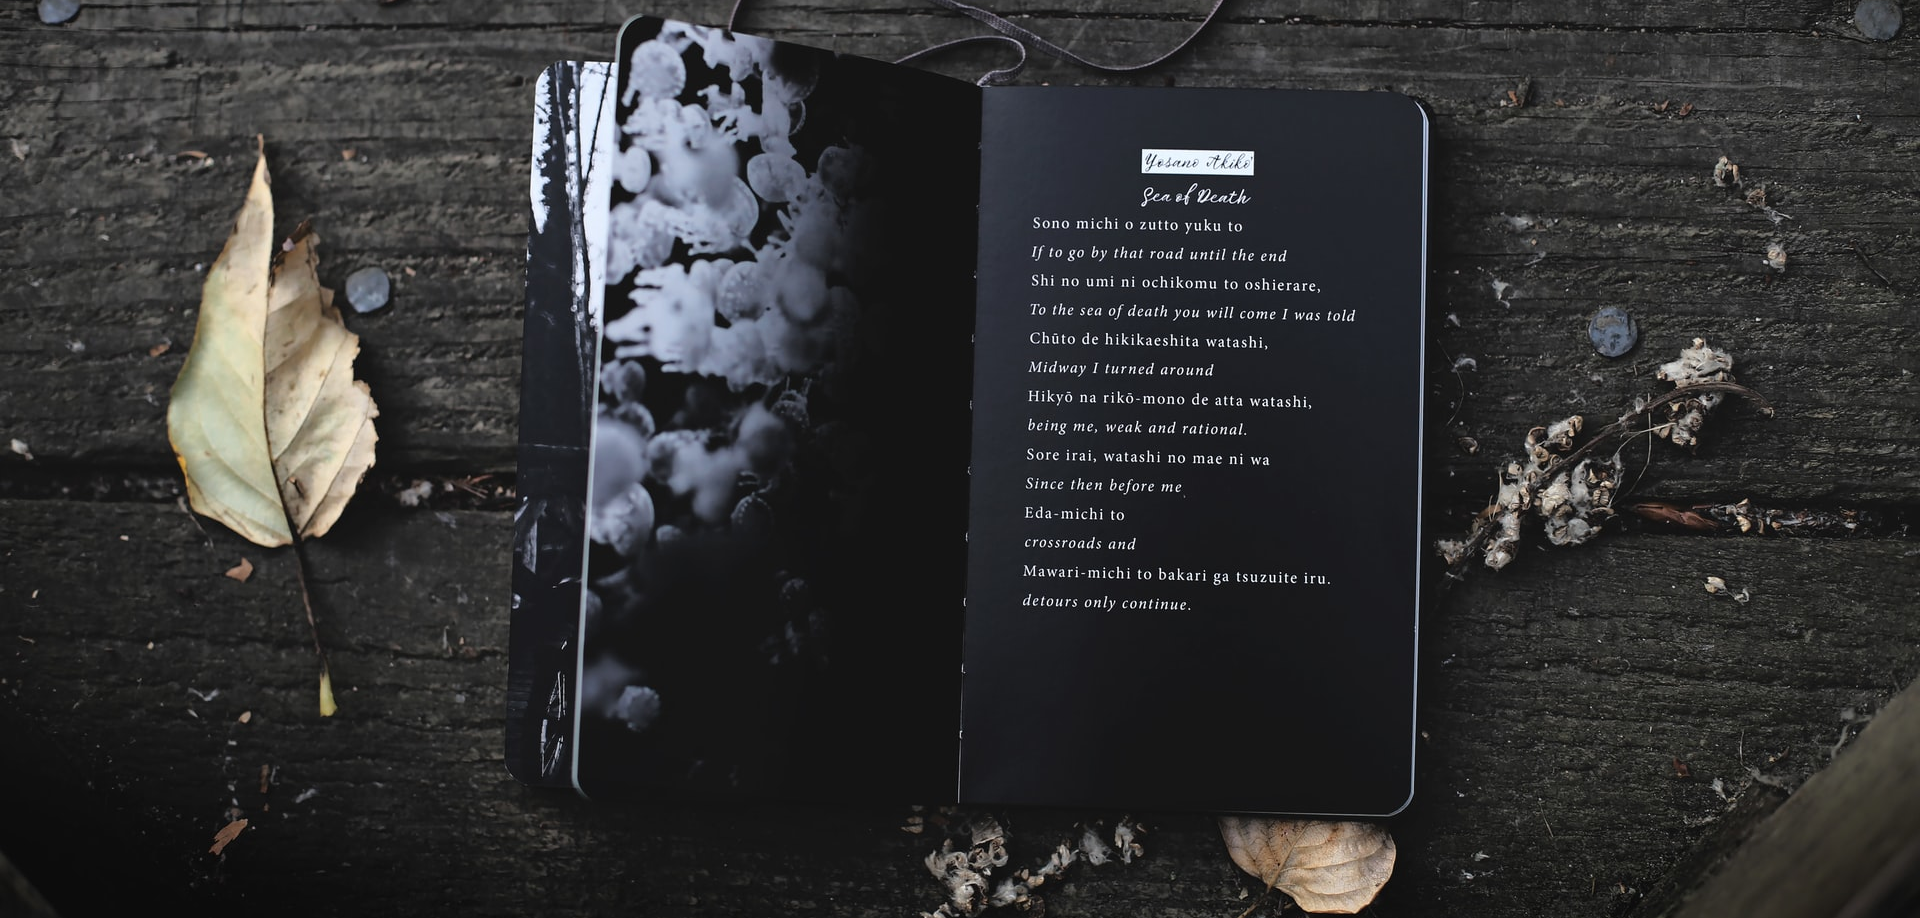 Yosano Akiko
Sea of Death
Sono michi o zutto yuku to
If to go by that road until the end
Shi no umi ni ochikomu to oshierare,
To the sea of death you will come I was told
Chūto de hikikaeshita watashi,
Midway I turned around
Hikyō na rikō-mono de atta watashi,
being me, weak and rational.
Sore irai, watashi no mae ni wa
Since then before me,
Eda-michi to
crossroads and
Mawari-michi to bakari ga tsuzuite iru.
detours only continue.